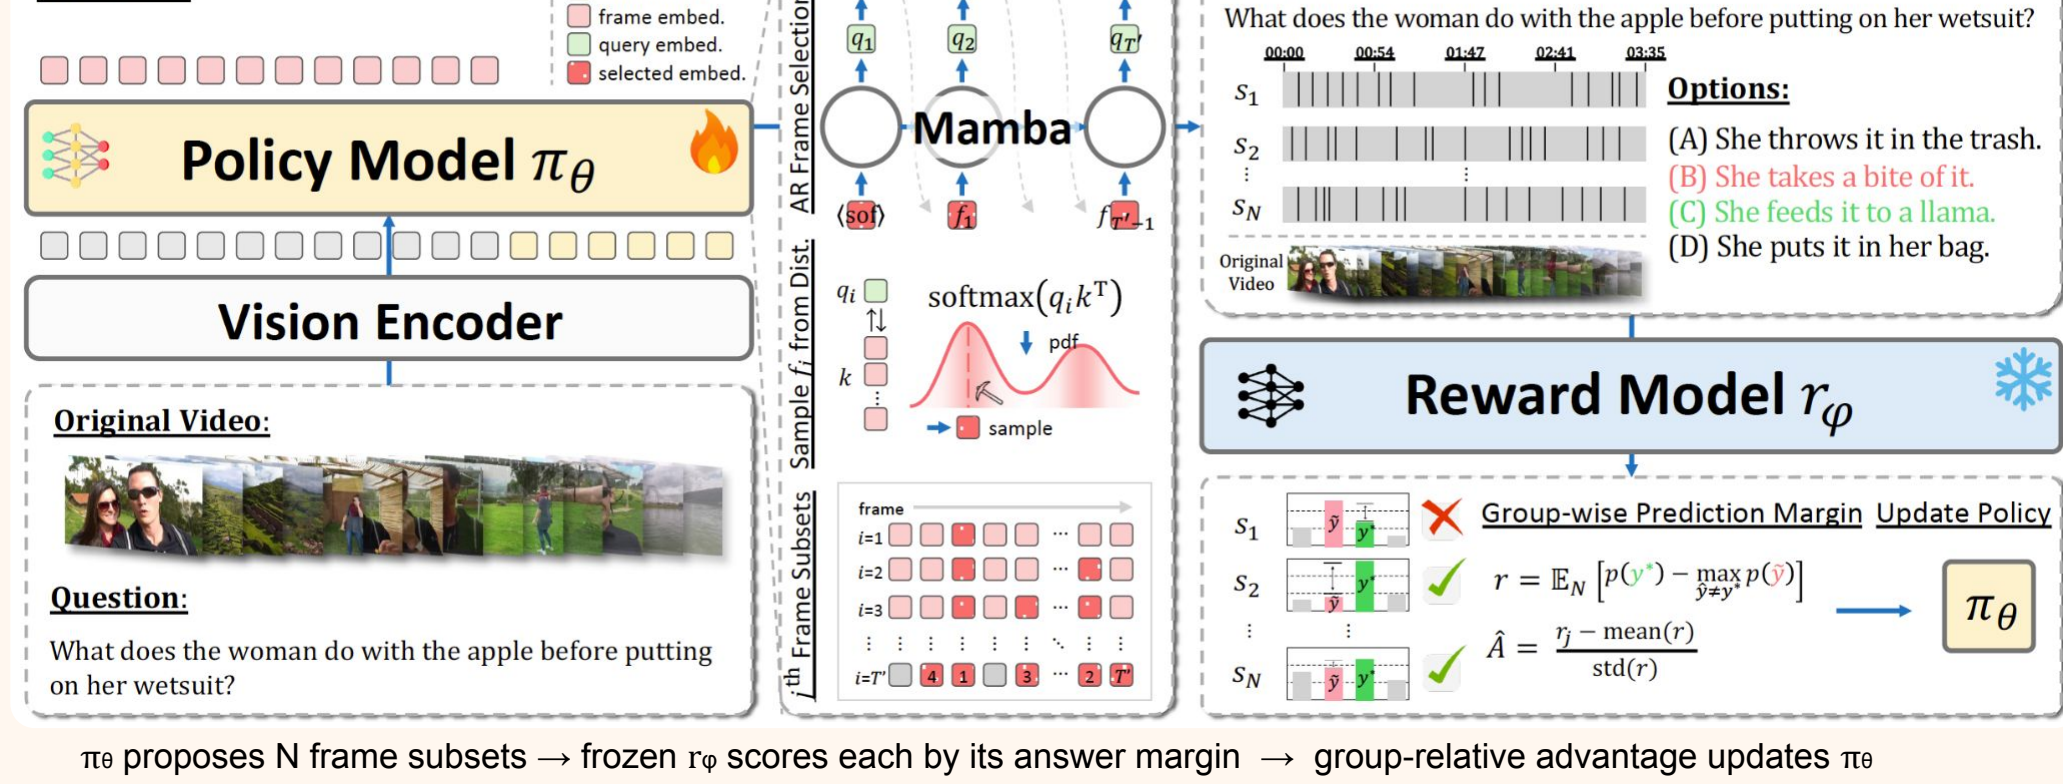 frame embed.
query embed.
selected embed.
Policy Model πθ
Vision Encoder
Original Video:
Question:
What does the woman do with the apple before putting
on her wetsuit?
AR Frame Selection
q1 q2 qT′
Mamba
⟨sof⟩ f1 fT′−1
Sample fi from Dist.
qi
k
⋮
softmax(qi kᵀ)
pdf
sample
jth Frame Subsets
frame
i=1 ⋯
i=2 ⋯
i=3 ⋯
⋮ ⋮ ⋮ ⋮ ⋮ ⋱ ⋮ ⋮
i=T′ 4 1 3 ⋯ 2 T′
What does the woman do with the apple before putting on her wetsuit?
00:00 00:54 01:47 02:41 03:35
S1
S2
⋮ ⋮
SN
Original
Video
Options:
(A) She throws it in the trash.
(B) She takes a bite of it.
(C) She feeds it to a llama.
(D) She puts it in her bag.
Reward Model rφ
S1 ỹ y*
S2 ỹ y*
⋮ ⋮
SN ỹ y*
Group-wise Prediction Margin Update Policy
r = 𝔼N [p(y*) − max ŷ≠y* p(ỹ)]
Â = (rj − mean(r)) / std(r)
πθ
πθ proposes N frame subsets → frozen rφ scores each by its answer margin → group-relative advantage updates πθ